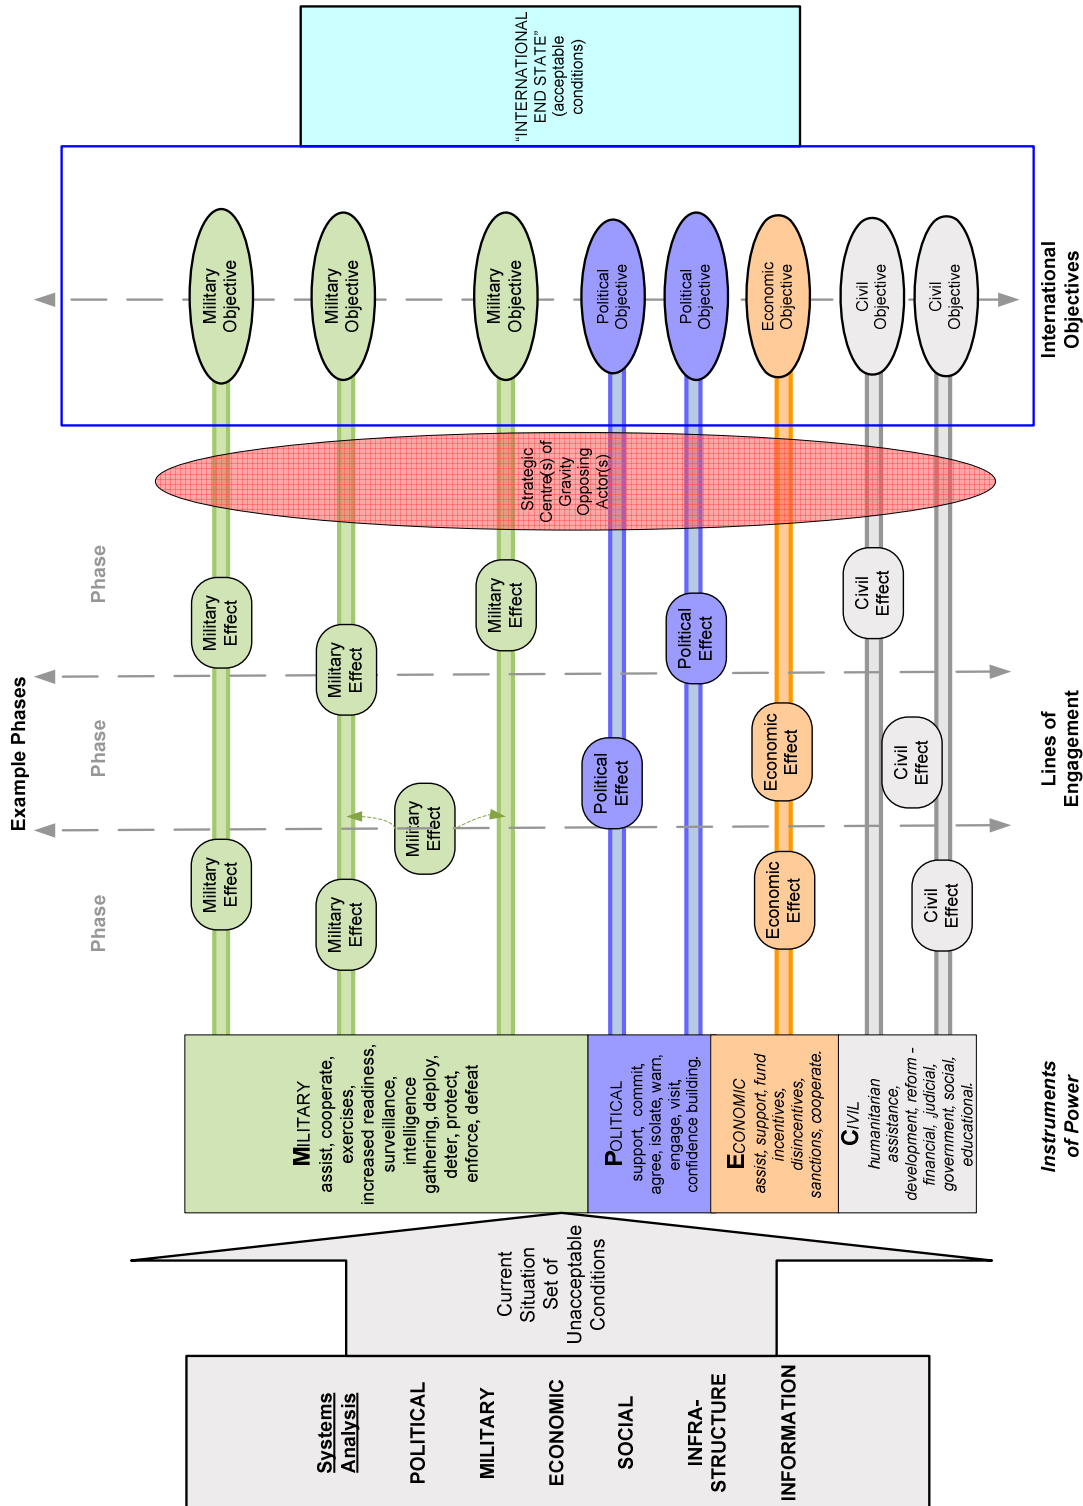 Systems
Analysis
POLITICAL
MILITARY
ECONOMIC
SOCIAL
INFRA-
STRUCTURE
INFORMATION
Current
Situation
Set of
Unacceptable
Conditions
MILITARY
assist, cooperate,
exercises,
increased readiness,
surveillance,
intelligence
gathering, deploy,
deter, protect,
enforce, defeat
POLITICAL
support, commit,
agree, isolate, warn,
engage, visit,
confidence building.
ECONOMIC
assist, support, fund
incentives,
disincentives,
sanctions, cooperate.
CIVIL
humanitarian
assistance,
development, reform -
financial, judicial,
government, social,
educational.
Instruments
of Power
Example Phases
Phase
Phase
Phase
Military
Effect
Military
Effect
Military
Effect
Military
Effect
Military
Effect
Military
Effect
Political
Effect
Political
Effect
Economic
Effect
Economic
Effect
Civil
Effect
Civil
Effect
Civil
Effect
Lines of
Engagement
Strategic
Centre(s) of
Gravity
Opposing
Actor(s)
Military
Objective
Military
Objective
Military
Objective
Political
Objective
Political
Objective
Economic
Objective
Civil
Objective
Civil
Objective
International
Objectives
"INTERNATIONAL
END STATE"
(acceptable
conditions)